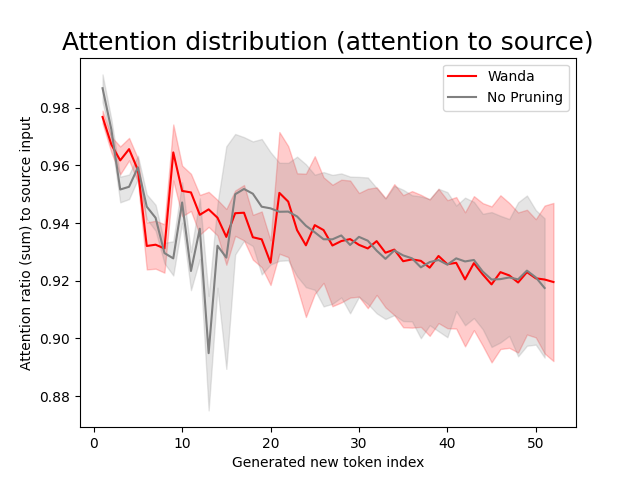 Attention distribution (attention to source)
Wanda
No Pruning
Attention ratio (sum) to source input
0.98
0.96
0.94
0.92
0.90
0.88
0
10
20
30
40
50
Generated new token index